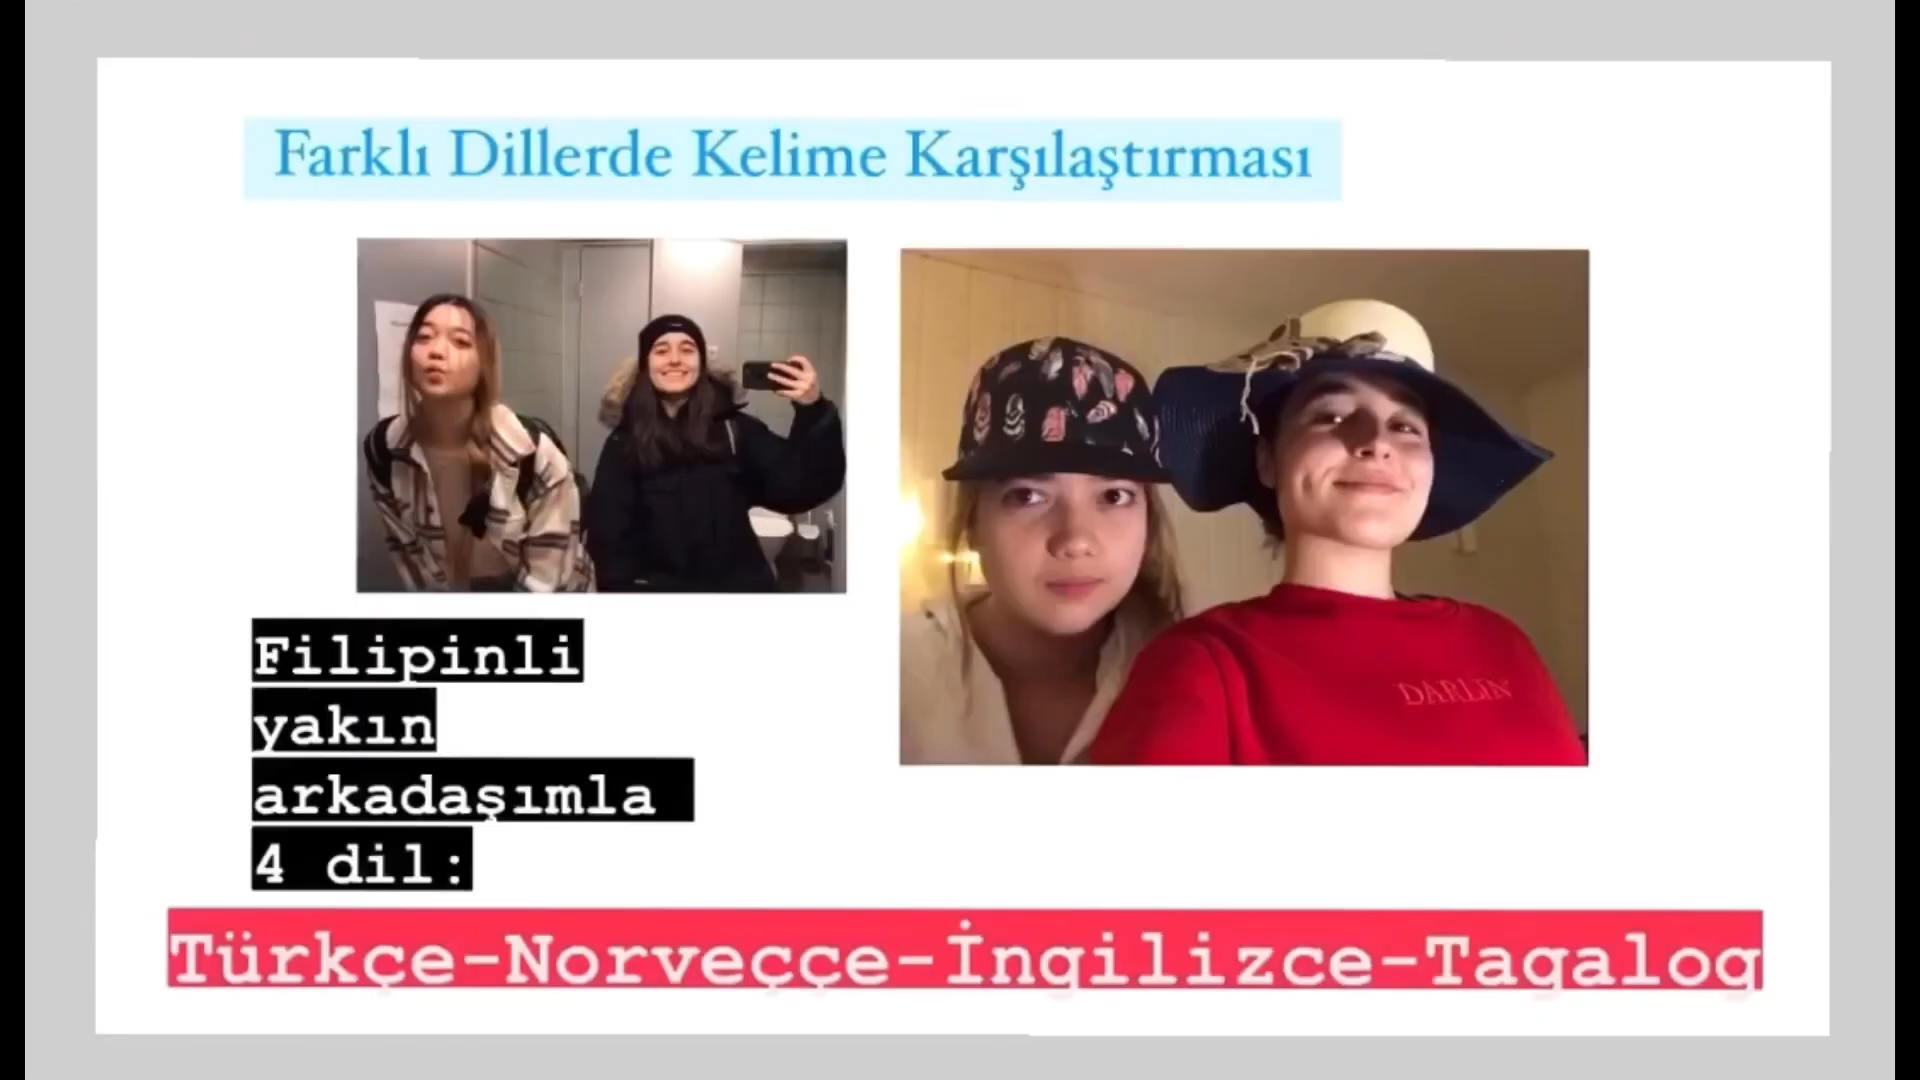 Farklı Dillerde Kelime Karşılaştırması
DARLIN'
Filipinli
yakın
arkadaşımla
4 dil:
Türkçe-Norveççe-İngilizce-Tagalog